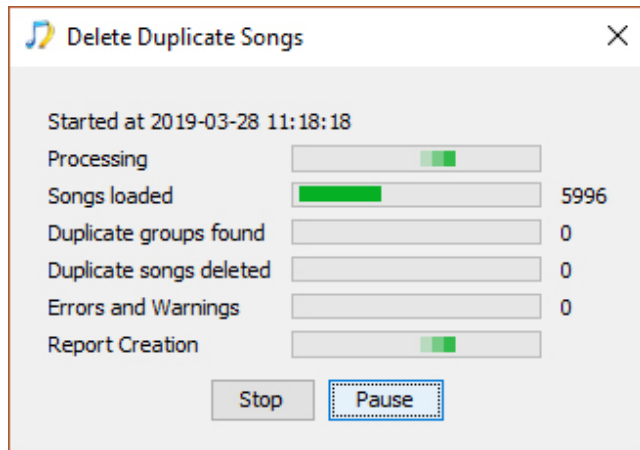 Delete Duplicate Songs
Started at 2019-03-28 11:18:18
Processing
Songs loaded 5996
Duplicate groups found 0
Duplicate songs deleted 0
Errors and Warnings 0
Report Creation
Stop Pause